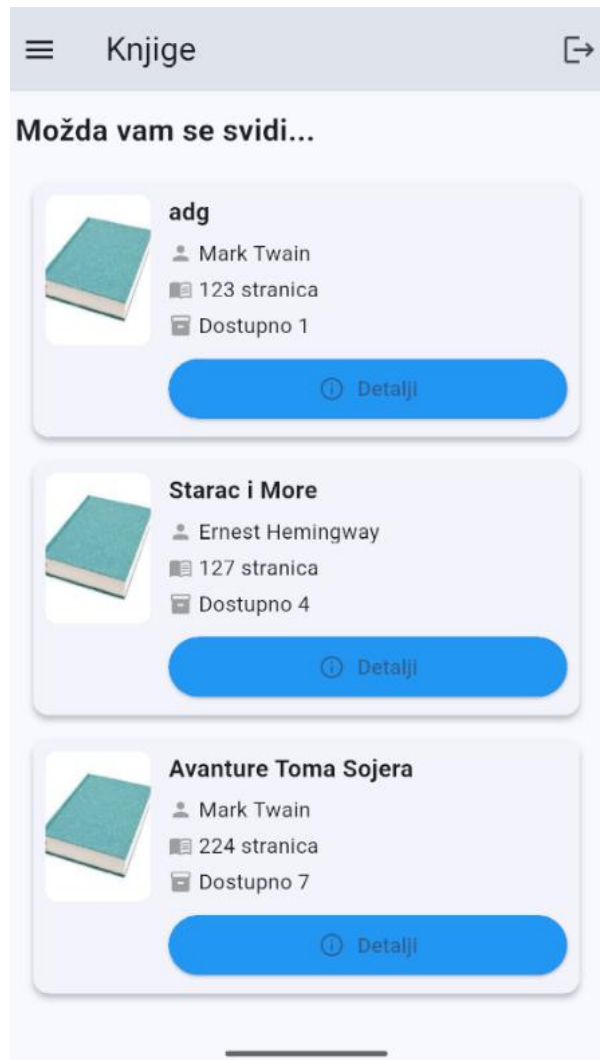 Knjige
Možda vam se svidi...
adg
Mark Twain
123 stranica
Dostupno 1
Detalji
Starac i More
Ernest Hemingway
127 stranica
Dostupno 4
Detalji
Avanture Toma Sojera
Mark Twain
224 stranica
Dostupno 7
Detalji